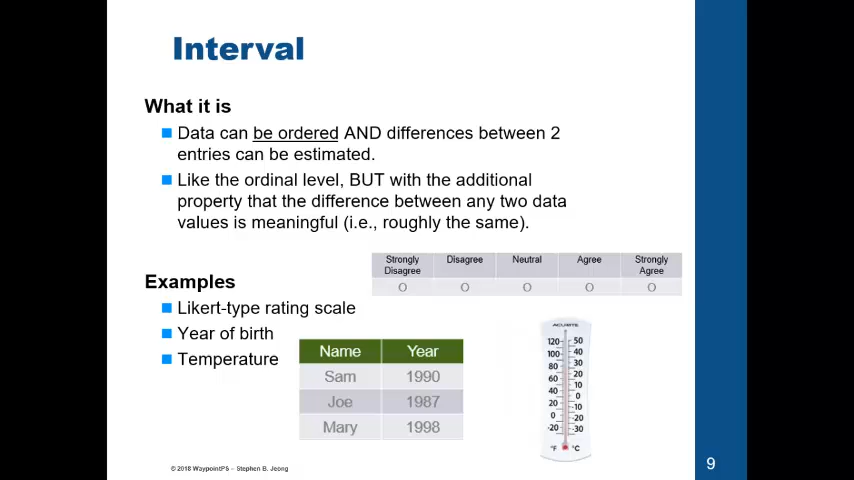 Interval
What it is
Data can be ordered AND differences between 2
entries can be estimated.
Like the ordinal level, BUT with the additional
property that the difference between any two data
values is meaningful (i.e., roughly the same).
Strongly Disagree Neutral Agree Strongly
Disagree Agree
O O O O O
Examples
Likert-type rating scale
Year of birth
Temperature
Name Year
Sam 1990
Joe 1987
Mary 1998
ACURITE
120 50
100 40
80 30
60 20
40 10
20 0
0 -10
-20 -20
-30
°F °C
© 2018 WaypointPS – Stephen B. Jeong
9